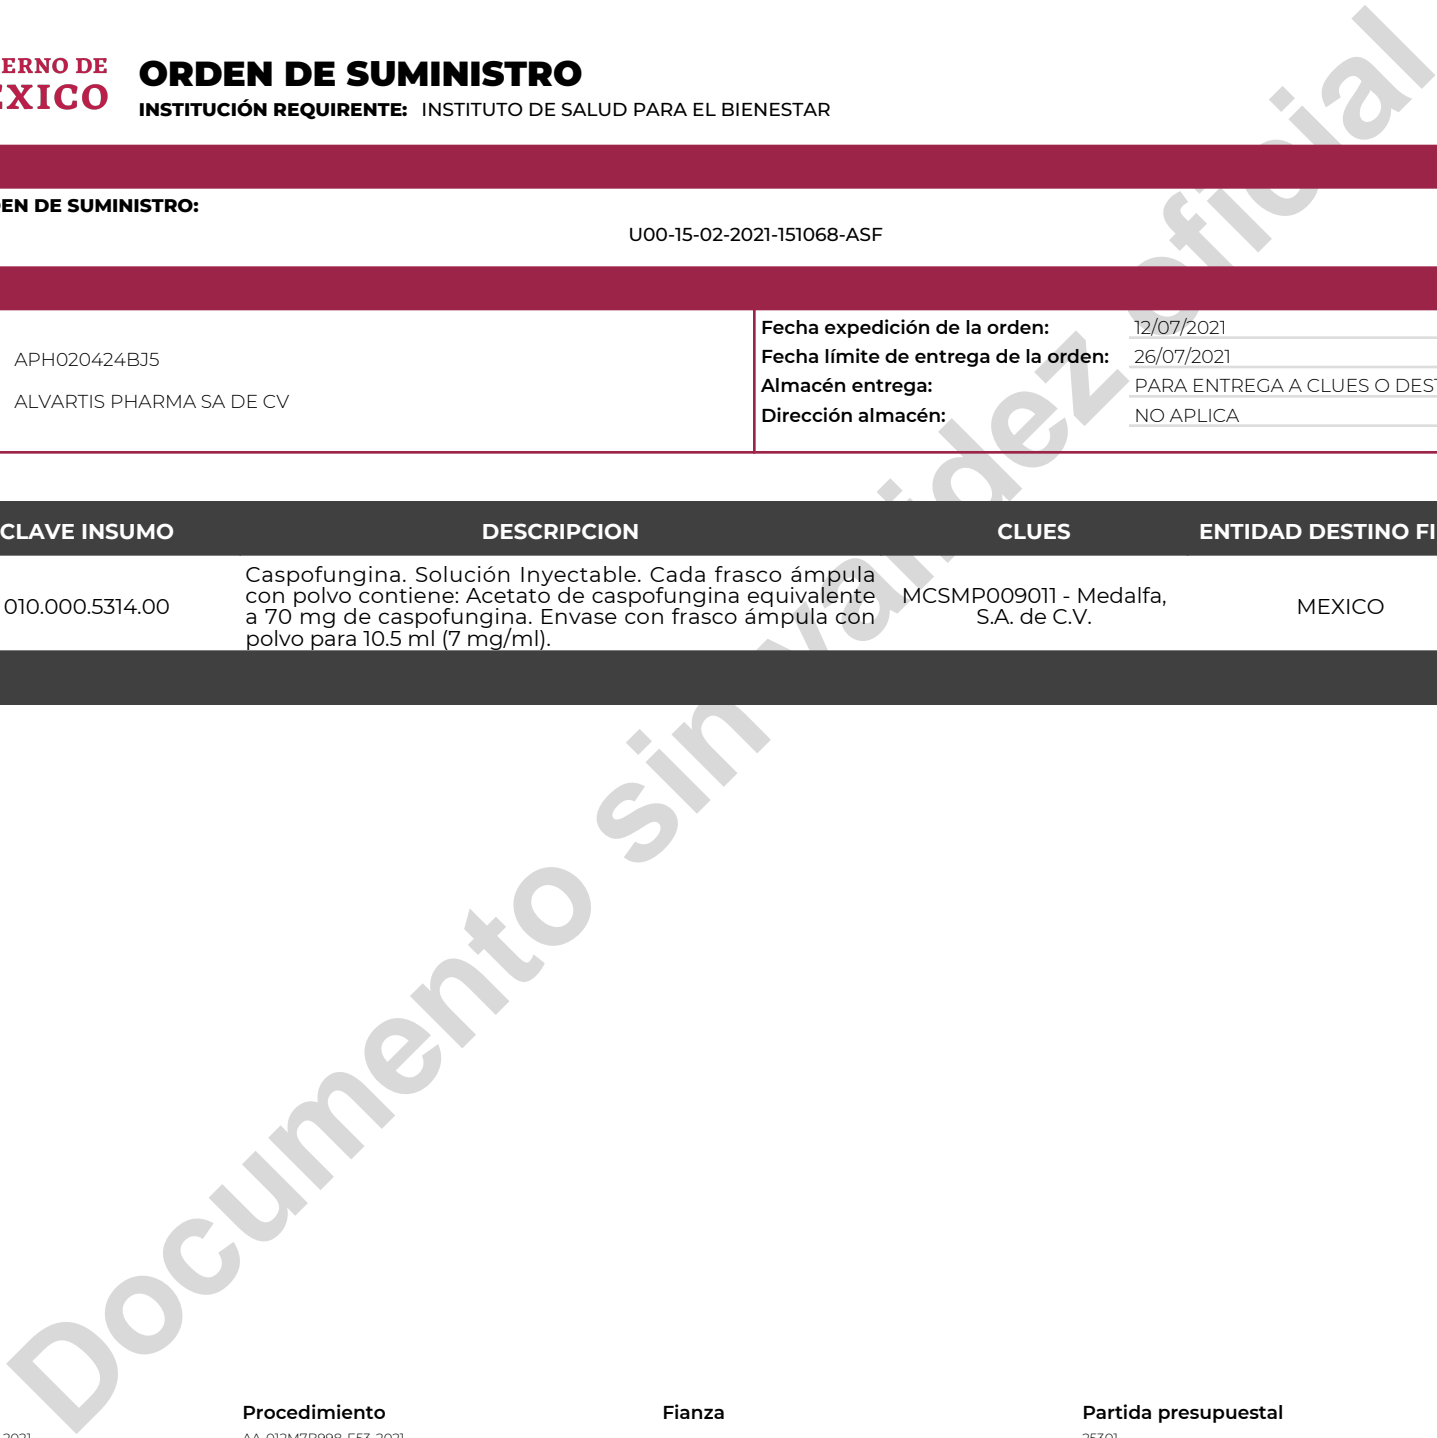 ERNO DE
EXICO
ORDEN DE SUMINISTRO
INSTITUCIÓN REQUIRENTE: INSTITUTO DE SALUD PARA EL BIENESTAR
EN DE SUMINISTRO:
U00-15-02-2021-151068-ASF
APH020424BJ5
ALVARTIS PHARMA SA DE CV
Fecha expedición de la orden: 12/07/2021
Fecha límite de entrega de la orden: 26/07/2021
Almacén entrega: PARA ENTREGA A CLUES O DEST
Dirección almacén: NO APLICA
CLAVE INSUMO DESCRIPCION CLUES ENTIDAD DESTINO FI
010.000.5314.00
Caspofungina. Solución Inyectable. Cada frasco ámpula
con polvo contiene: Acetato de caspofungina equivalente
a 70 mg de caspofungina. Envase con frasco ámpula con
polvo para 10.5 ml (7 mg/ml).
MCSMP009011 - Medalfa,
S.A. de C.V.
MEXICO
Documento sin validez oficial
Procedimiento Fianza Partida presupuestal